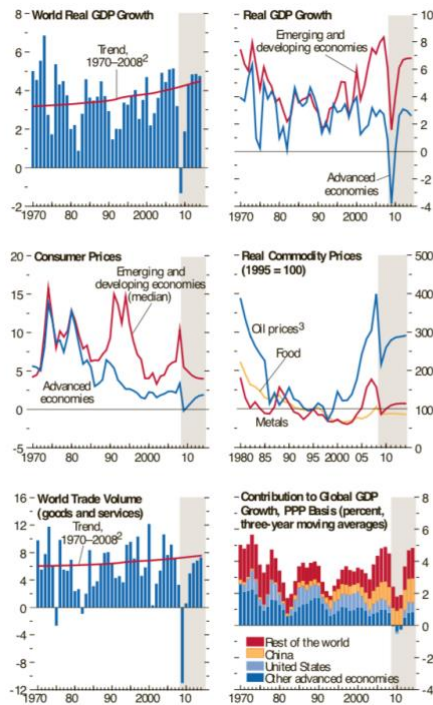 World Real GDP Growth
8
6
4
2
0
-2
Trend,
1970–2008²
1970 80 90 2000 10
Real GDP Growth
10
8
6
4
2
0
-2
-4
Emerging and
developing economies
Advanced
economies
1970 80 90 2000 10
Consumer Prices
20
15
10
5
0
-5
Emerging and
developing economies
(median)
Advanced
economies
1970 80 90 2000 10
Real Commodity Prices
(1995 = 100)
500
400
300
200
100
0
Oil prices³
Food
Metals
1980 85 90 95 2000 05 10
World Trade Volume
(goods and services)
16
12
8
4
0
-4
-8
-12
Trend,
1970–2008²
1970 80 90 2000 10
Contribution to Global GDP
Growth, PPP Basis (percent,
three-year moving averages)
8
6
4
2
0
-2
-4
Rest of the world
China
United States
Other advanced economies
1970 80 90 2000 10